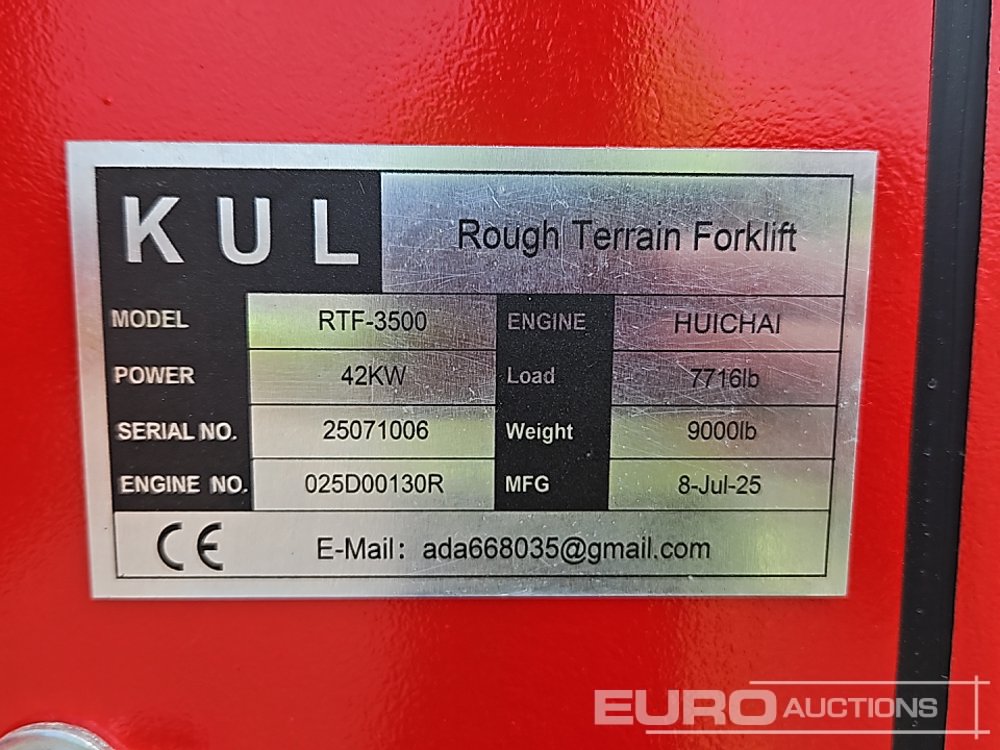 KUL Rough Terrain Forklift
MODEL RTF-3500 ENGINE HUICHAI
POWER 42KW Load 7716lb
SERIAL NO. 25071006 Weight 9000lb
ENGINE NO. 025D00130R MFG 8-Jul-25
CE E-Mail: ada668035@gmail.com
EURO AUCTIONS